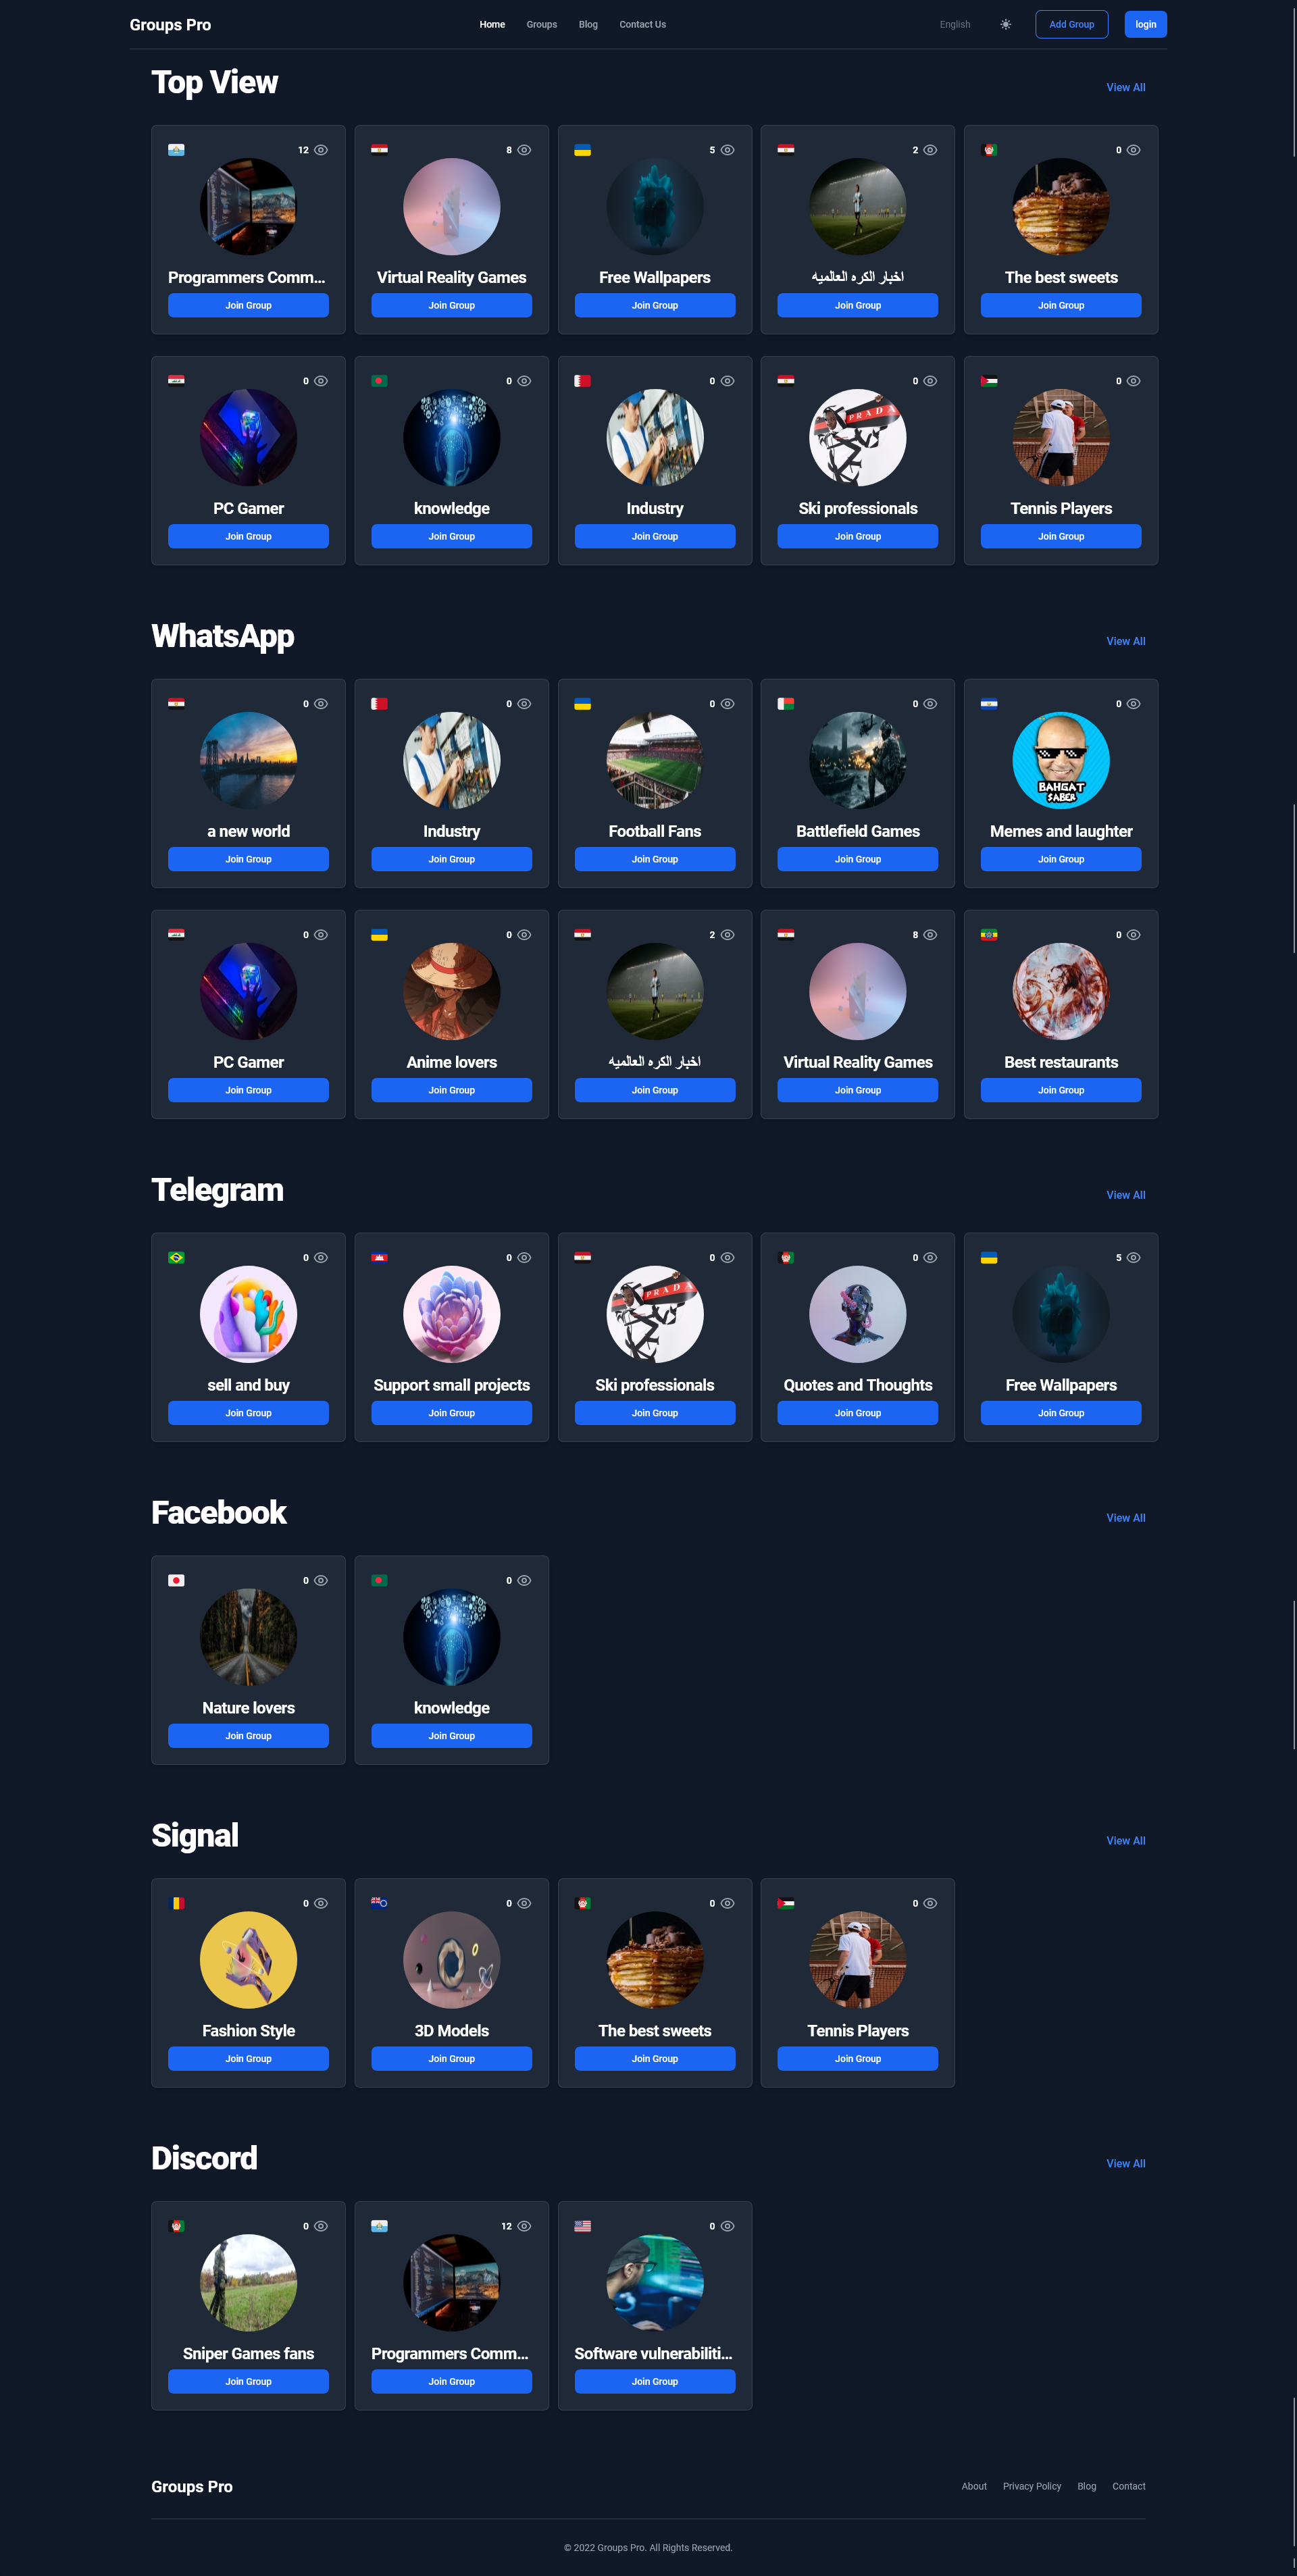 Groups Pro
Home Groups Blog Contact Us English Add Group login
Top View View All
12 8 5 2 0
Programmers Comm... Virtual Reality Games Free Wallpapers اخبار الكره العالميه The best sweets
Join Group Join Group Join Group Join Group Join Group
0 0 0 0 0
PRADA
PC Gamer knowledge Industry Ski professionals Tennis Players
Join Group Join Group Join Group Join Group Join Group
WhatsApp View All
0 0 0 0 0
BAHGAT
SABER
a new world Industry Football Fans Battlefield Games Memes and laughter
Join Group Join Group Join Group Join Group Join Group
0 0 2 8 0
PC Gamer Anime lovers اخبار الكره العالميه Virtual Reality Games Best restaurants
Join Group Join Group Join Group Join Group Join Group
Telegram View All
0 0 0 0 5
PRADA
sell and buy Support small projects Ski professionals Quotes and Thoughts Free Wallpapers
Join Group Join Group Join Group Join Group Join Group
Facebook View All
0 0
Nature lovers knowledge
Join Group Join Group
Signal View All
0 0 0 0
Fashion Style 3D Models The best sweets Tennis Players
Join Group Join Group Join Group Join Group
Discord View All
0 12 0
Sniper Games fans Programmers Comm... Software vulnerabiliti...
Join Group Join Group Join Group
Groups Pro About Privacy Policy Blog Contact
© 2022 Groups Pro. All Rights Reserved.